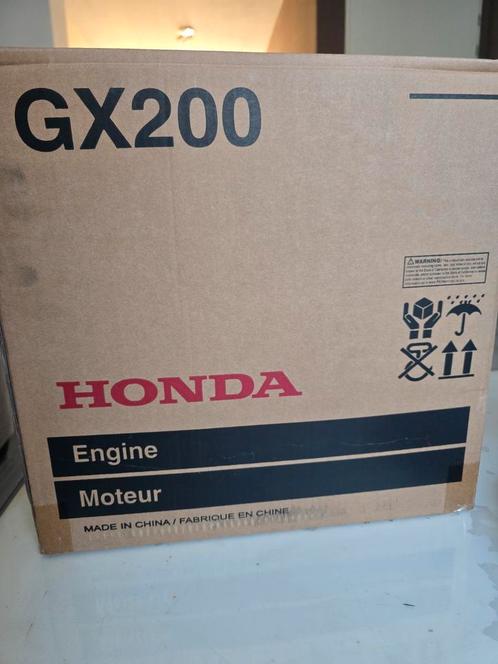 GX200
WARNING!
HONDA
Engine
Moteur
MADE IN CHINA / FABRIQUE EN CHINE